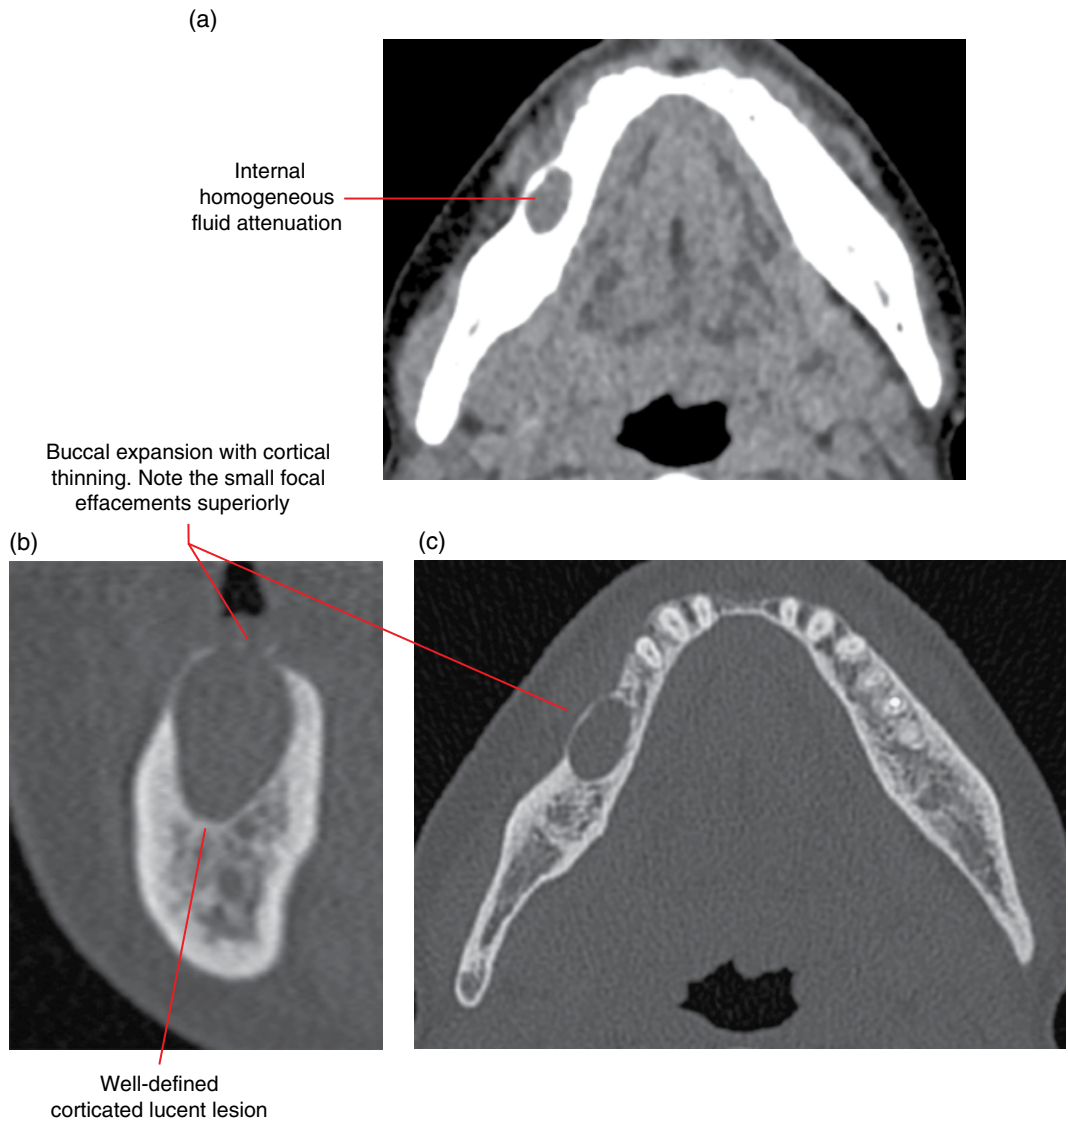 (a)
Internal
homogeneous
fluid attenuation
Buccal expansion with cortical
thinning. Note the small focal
effacements superiorly
(b)
(c)
Well-defined
corticated lucent lesion